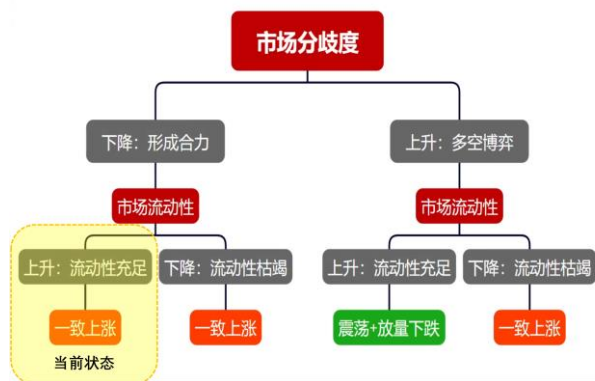 市场分歧度
下降：形成合力
上升：多空博弈
市场流动性
市场流动性
上升：流动性充足
下降：流动性枯竭
上升：流动性充足
下降：流动性枯竭
一致上涨
一致上涨
震荡+放量下跌
一致上涨
当前状态